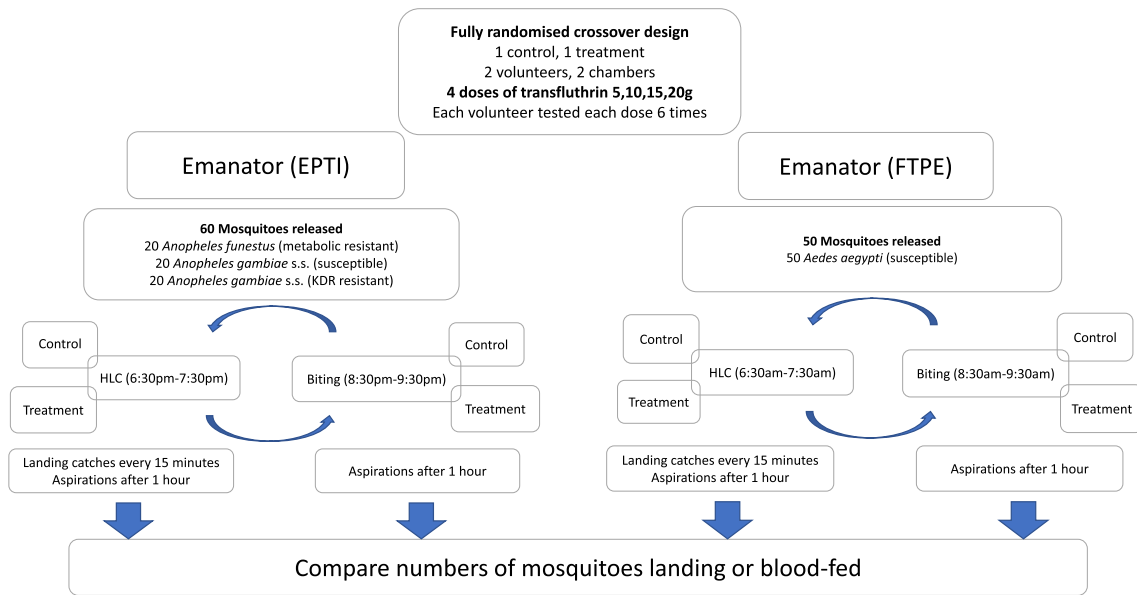 Fully randomised crossover design
1 control, 1 treatment
2 volunteers, 2 chambers
4 doses of transfluthrin 5,10,15,20g
Each volunteer tested each dose 6 times
Emanator (EPTI)
60 Mosquitoes released
20 Anopheles funestus (metabolic resistant)
20 Anopheles gambiae s.s. (susceptible)
20 Anopheles gambiae s.s. (KDR resistant)
Control
HLC (6:30pm-7:30pm)
Treatment
Control
Biting (8:30pm-9:30pm)
Treatment
Landing catches every 15 minutes
Aspirations after 1 hour
Aspirations after 1 hour
Emanator (FTPE)
50 Mosquitoes released
50 Aedes aegypti (susceptible)
Control
HLC (6:30am-7:30am)
Treatment
Control
Biting (8:30am-9:30am)
Treatment
Landing catches every 15 minutes
Aspirations after 1 hour
Aspirations after 1 hour
Compare numbers of mosquitoes landing or blood-fed